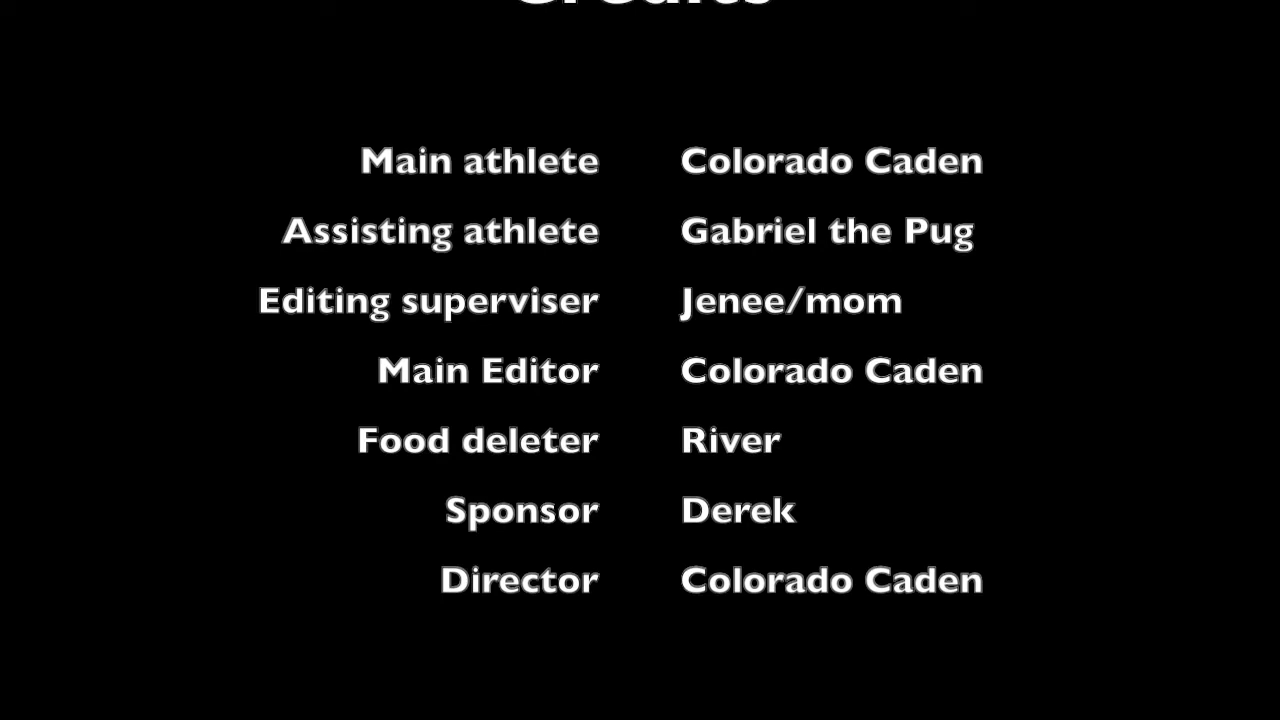 Credits
Main athlete Colorado Caden
Assisting athlete Gabriel the Pug
Editing superviser Jenee/mom
Main Editor Colorado Caden
Food deleter River
Sponsor Derek
Director Colorado Caden